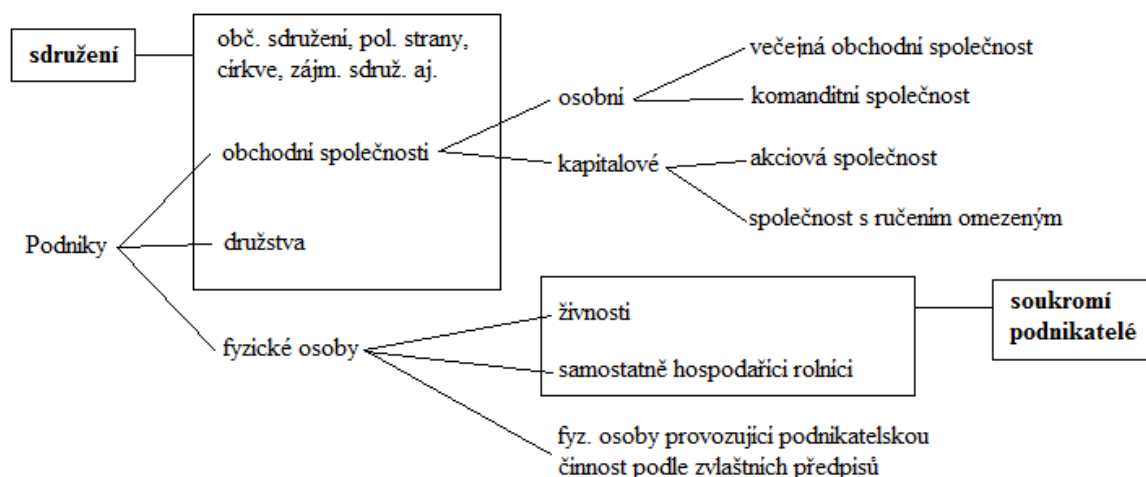 sdružení
obč. sdružení, pol. strany,
církve, zájm. sdruž. aj.
obchodní společnosti
osobní
večejná obchodní společnost
komanditní společnost
kapitalové
akciová společnost
společnost s ručením omezeným
Podniky
družstva
fyzické osoby
živnosti
samostatně hospodařící rolníci
soukromí
podnikatelé
fyz. osoby provozující podnikatelskou
činnost podle zvlaštních předpisů